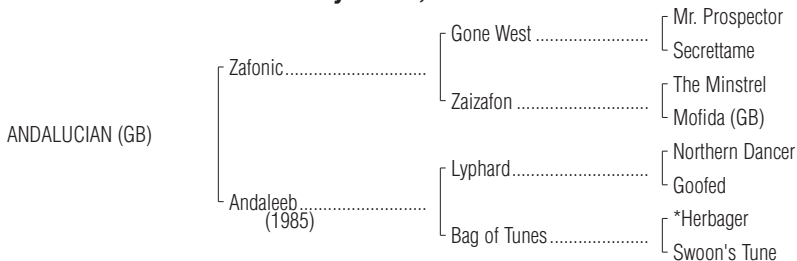 Mr. Prospector
Gone West
Secrettame
Zafonic
The Minstrel
Zaizafon
Mofida (GB)
ANDALUCIAN (GB)
Northern Dancer
Lyphard
Goofed
Andaleeb
(1985)
*Herbager
Bag of Tunes
Swoon's Tune